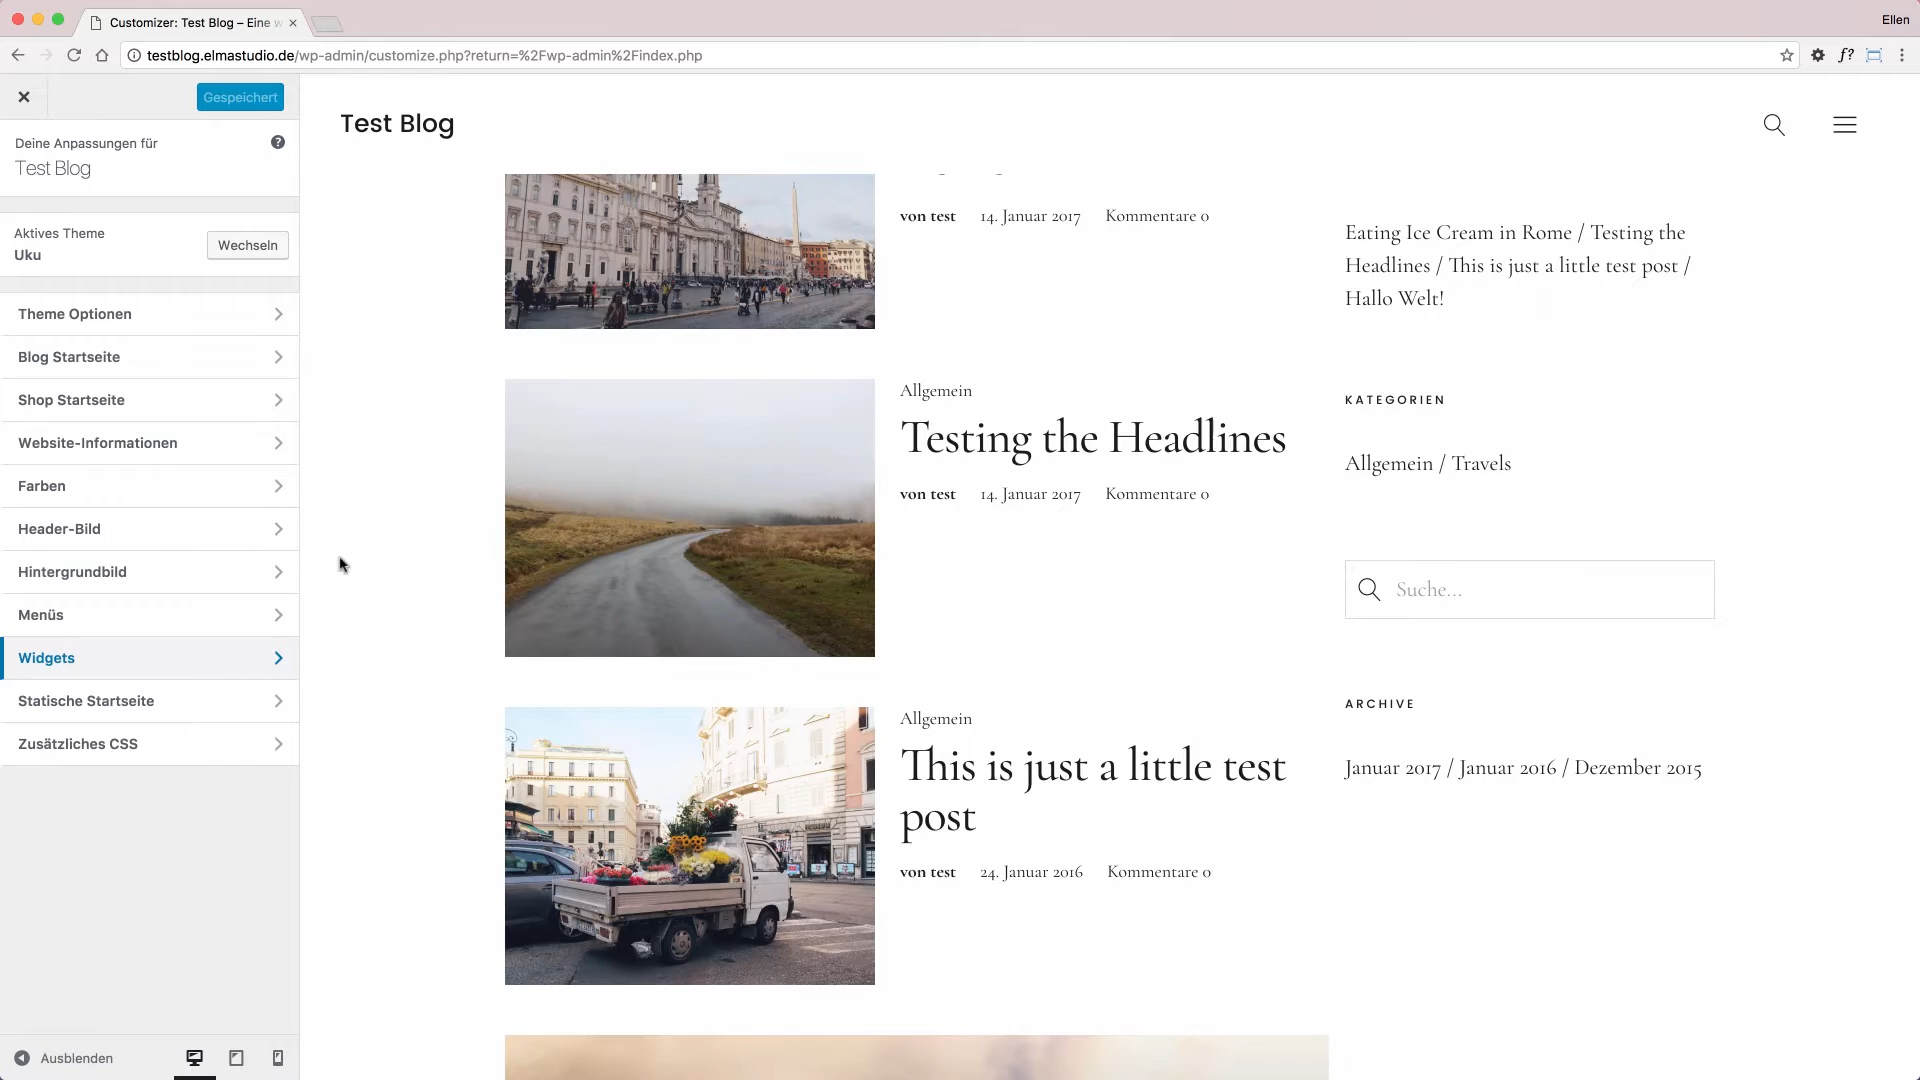 Customizer: Test Blog – Eine w
Ellen
testblog.elmastudio.de/wp-admin/customize.php?return=%2Fwp-admin%2Findex.php
f?
Gespeichert
Deine Anpassungen für
Test Blog
Aktives Theme
Uku
Wechseln
Theme Optionen
Blog Startseite
Shop Startseite
Website-Informationen
Farben
Header-Bild
Hintergrundbild
Menüs
Widgets
Statische Startseite
Zusätzliches CSS
Ausblenden
Test Blog
von test 14. Januar 2017 Kommentare 0
Allgemein
Testing the Headlines
von test 14. Januar 2017 Kommentare 0
Allgemein
This is just a little test
post
von test 24. Januar 2016 Kommentare 0
Eating Ice Cream in Rome / Testing the
Headlines / This is just a little test post /
Hallo Welt!
KATEGORIEN
Allgemein / Travels
Suche...
ARCHIVE
Januar 2017 / Januar 2016 / Dezember 2015